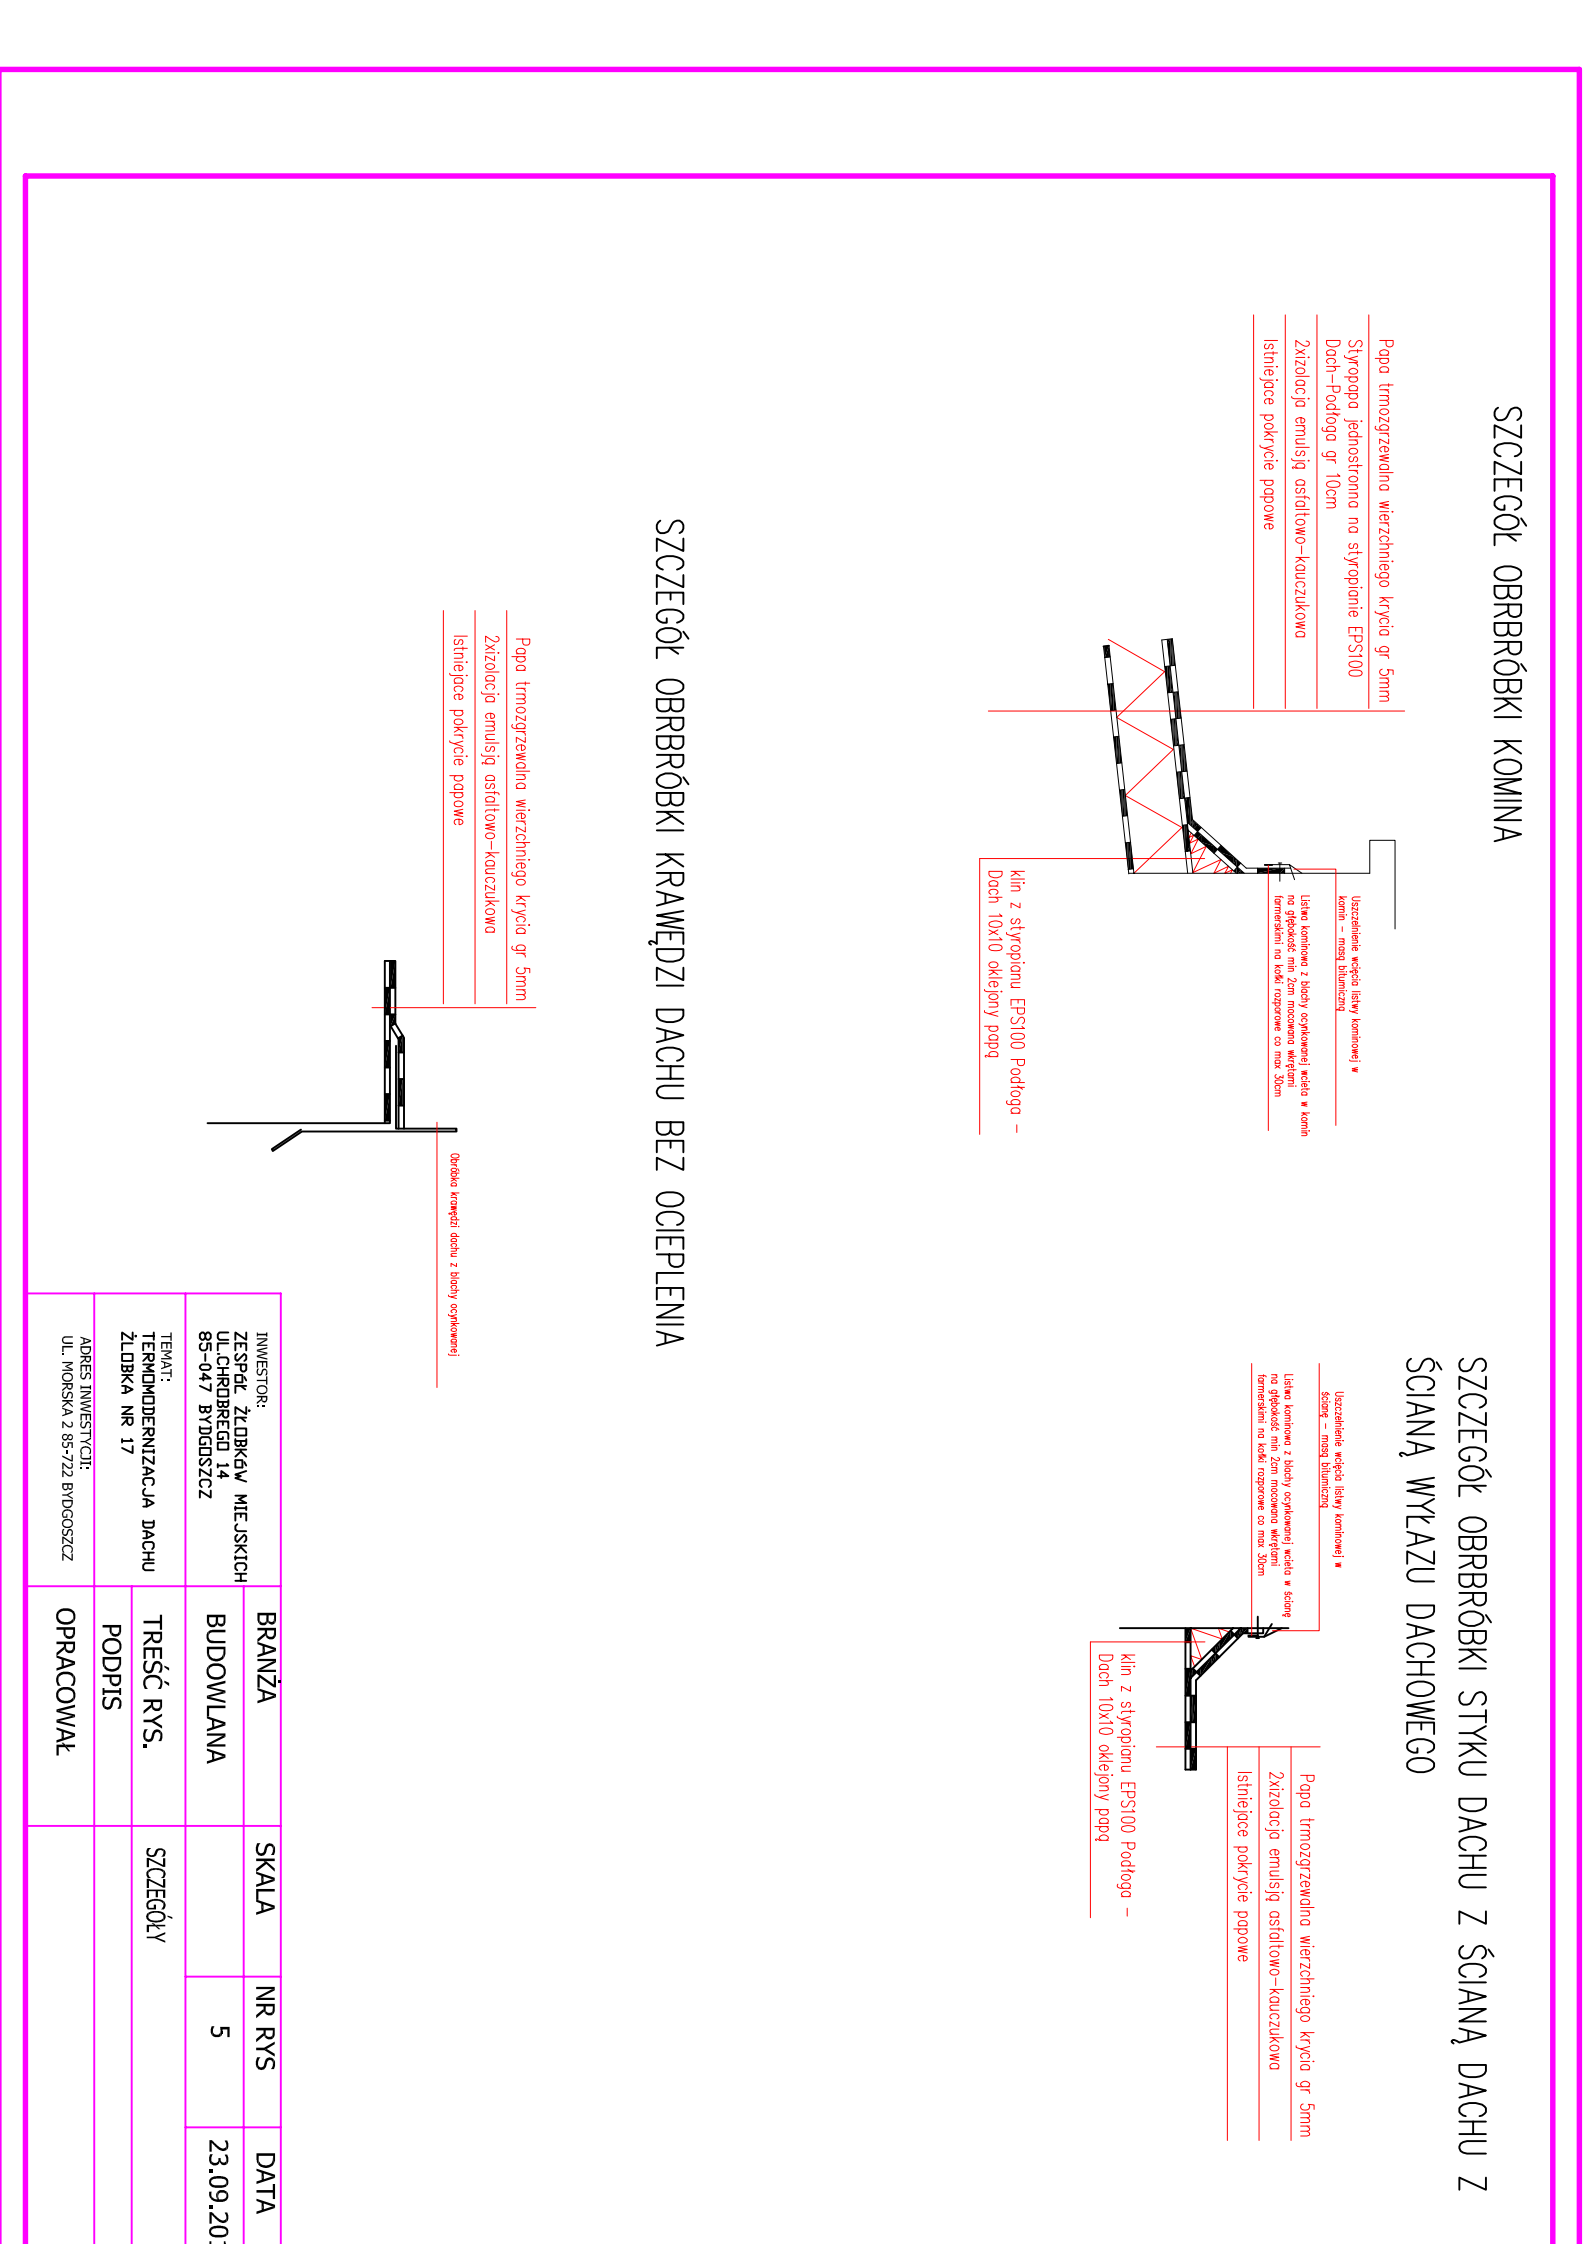 SZCZEGÓŁ OBRBRÓBKI KOMINA
Papa trmozgrzewalna wierzchniego krycia gr 5mm
Styropapa jednostronna na styropianie EPS100
Dach-Podłoga gr 10cm
2xizolacja emulsją asfaltowo-kauczukowa
Istniejace pokrycie papowe
Uszczelnienie wcięcia listwy kominowej w
komin - masą bitumiczną
Listwa kominowa z blachy ocynkowanej wcieta w komin
na głębokość min 2cm mocowana wkrętami
farmerskimi na kołki rozporowe co max 30cm
klin z styropianu EPS100 Podłoga -
Dach 10x10 oklejony papą
SZCZEGÓŁ OBRBRÓBKI STYKU DACHU Z ŚCIANĄ DACHU Z
ŚCIANĄ WYŁAZU DACHOWEGO
Uszczelnienie wcięcia listwy kominowej w
ścianę - masą bitumiczną
Listwa kominowa z blachy ocynkowanej wcieta w ścianę
na głębokość min 2cm mocowana wkrętami
farmerskimi na kołki rozporowe co max 30cm
Papa trmozgrzewalna wierzchniego krycia gr 5mm
2xizolacja emulsją asfaltowo-kauczukowa
Istniejace pokrycie papowe
klin z styropianu EPS100 Podłoga -
Dach 10x10 oklejony papą
SZCZEGÓŁ OBRBRÓBKI KRAWĘDZI DACHU BEZ OCIEPLENIA
Papa trmozgrzewalna wierzchniego krycia gr 5mm
2xizolacja emulsją asfaltowo-kauczukowa
Istniejace pokrycie papowe
Obróbka krawędzi dachu z blachy ocynkowanej
INWESTOR:
ZESPÓŁ ŻŁOBKÓW MIEJSKICH
UL.CHROBREGO 14
85-047 BYDGOSZCZ
TEMAT:
TERMOMODERNIZACJA DACHU
ŻLOBKA NR 17
ADRES INWESTYCJI:
UL. MORSKA 2 85-722 BYDGOSZCZ
BRANŻA
SKALA
NR RYS
DATA
BUDOWLANA
5
23.09.20
TREŚĆ RYS.
SZCZEGÓŁY
PODPIS
OPRACOWAŁ